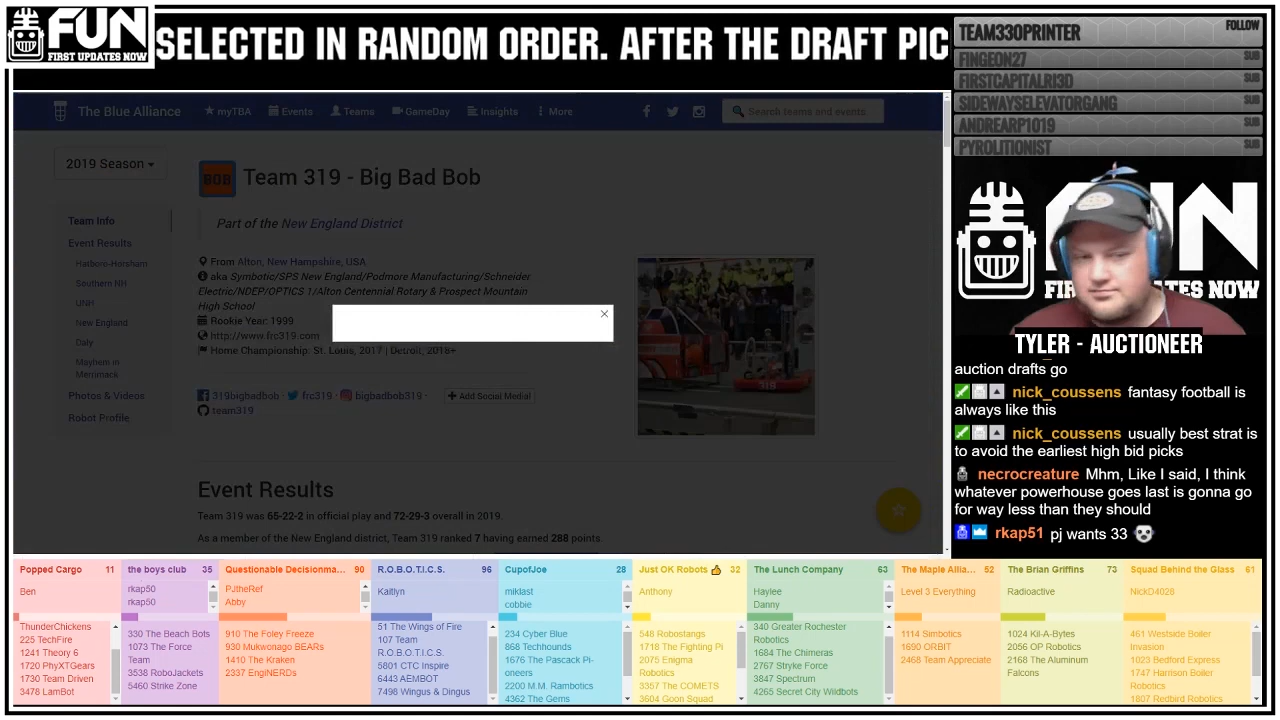 FUN
FIRST UPDATES NOW
SELECTED IN RANDOM ORDER. AFTER THE DRAFT PIC
TEAM330PRINTER
FOLLOW
FINGEON27
SUB
FIRSTCAPITALRI3D
SUB
SIDEWAYSELEVATORGANG
SUB
ANDREARP1019
SUB
PYROLITIONIST
SUB
The Blue Alliance
myTBA
Events
Teams
GameDay
Insights
More
Search teams and events
2019 Season
BOB
Team 319 - Big Bad Bob
Team Info
Event Results
Hatboro-Horsham
Southern NH
UNH
New England
Daly
Mayhem in
Merrimack
Photos & Videos
Robot Profile
Part of the New England District
From Alton, New Hampshire, USA
aka Symbotic/SPS New England/Podmore Manufacturing/Schneider
Electric/NDEP/OPTICS 1/Alton Centennial Rotary & Prospect Mountain
High School
Rookie Year: 1999
http://www.frc319.com
Home Championship: St. Louis, 2017 | Detroit, 2018+
319bigbadbob · frc319 · bigbadbob319 ·
team319
Add Social Media!
319
Event Results
Team 319 was 65-22-2 in official play and 72-29-3 overall in 2019.
As a member of the New England district, Team 319 ranked 7 having earned 288 points.
FIRST UPDATES NOW
TYLER - AUCTIONEER
auction drafts go
nick_coussens fantasy football is
always like this
nick_coussens usually best strat is
to avoid the earliest high bid picks
necrocreature Mhm, Like I said, I think
whatever powerhouse goes last is gonna go
for way less than they should
rkap51 pj wants 33
Popped Cargo 11
Ben
ThunderChickens
225 TechFire
1241 Theory 6
1720 PhyXTGears
1730 Team Driven
3478 LamBot
the boys club 35
rkap50
rkap50
330 The Beach Bots
1073 The Force
Team
3538 RoboJackets
5460 Strike Zone
Questionable Decisionma... 90
PJtheRef
Abby
910 The Foley Freeze
930 Mukwonago BEARs
1410 The Kraken
2337 EngiNERDs
R.O.B.O.T.I.C.S. 96
Kaitlyn
51 The Wings of Fire
107 Team
R.O.B.O.T.I.C.S.
5801 CTC Inspire
6443 AEMBOT
7498 Wingus & Dingus
CupofJoe 28
miklast
cobbie
234 Cyber Blue
868 Techhounds
1676 The Pascack Pi-
oneers
2200 M.M. Rambotics
4362 The Gems
Just OK Robots 32
Anthony
548 Robostangs
1718 The Fighting Pi
2075 Enigma
Robotics
3357 The COMETS
3604 Goon Squad
The Lunch Company 63
Haylee
Danny
340 Greater Rochester
Robotics
1684 The Chimeras
2767 Stryke Force
3847 Spectrum
4265 Secret City Wildbots
The Maple Allia... 52
Level 3 Everything
1114 Simbotics
1690 ORBIT
2468 Team Appreciate
The Brian Griffins 73
Radioactive
1024 Kil-A-Bytes
2056 OP Robotics
2168 The Aluminum
Falcons
Squad Behind the Glass 61
NickD4028
461 Westside Boiler
Invasion
1023 Bedford Express
1747 Harrison Boiler
Robotics
1807 Redbird Robotics